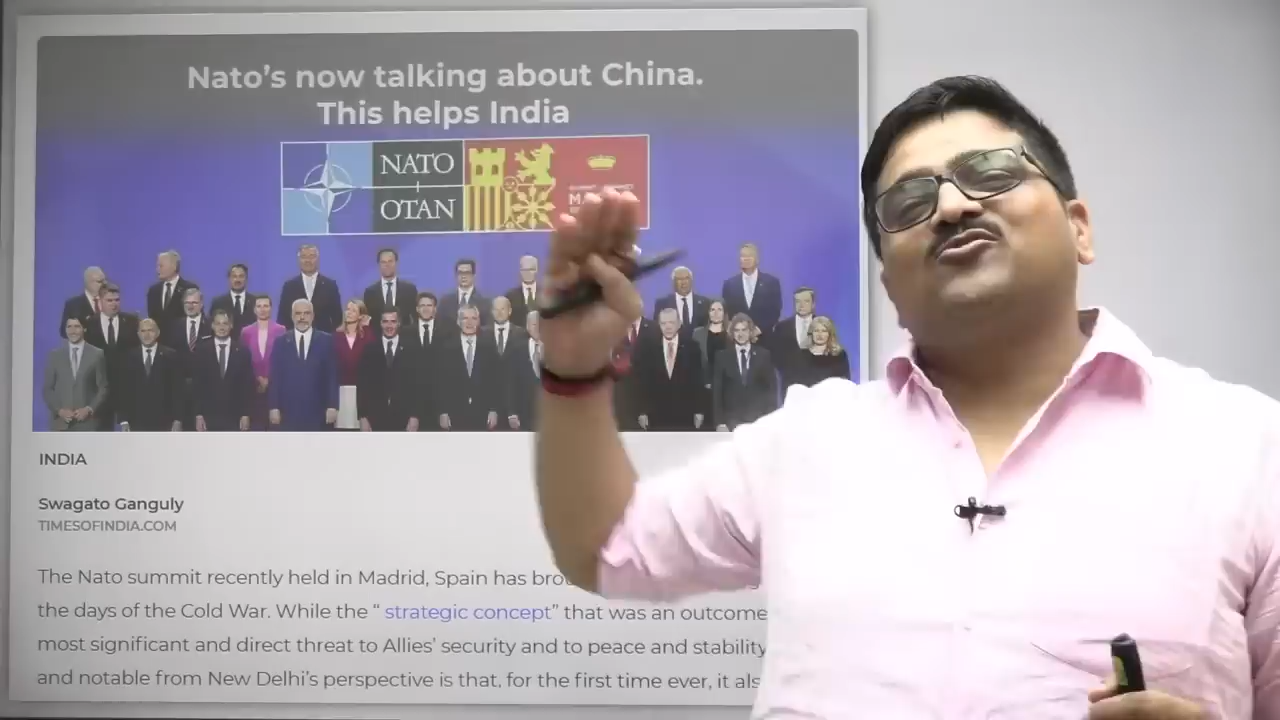 Nato's now talking about China.
This helps India
NATO
OTAN
INDIA
Swagato Ganguly
TIMESOFINDIA.COM
The Nato summit recently held in Madrid, Spain has
the days of the Cold War. While the “ strategic concept” that was an outcome
most significant and direct threat to Allies’ security and to peace and stability
and notable from New Delhi’s perspective is that, for the first time ever, it